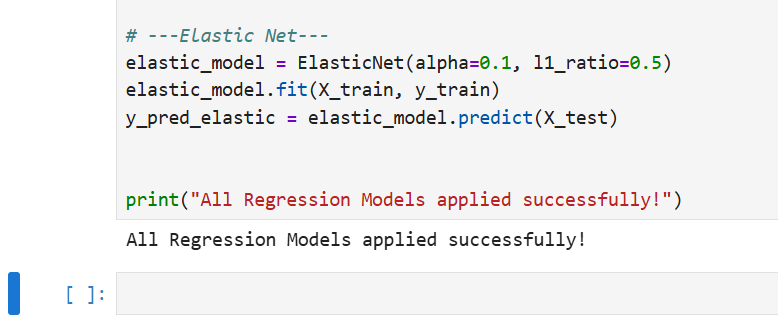 # ---Elastic Net---
elastic_model = ElasticNet(alpha=0.1, l1_ratio=0.5)
elastic_model.fit(X_train, y_train)
y_pred_elastic = elastic_model.predict(X_test)
print("All Regression Models applied successfully!")
All Regression Models applied successfully!
[ ]: